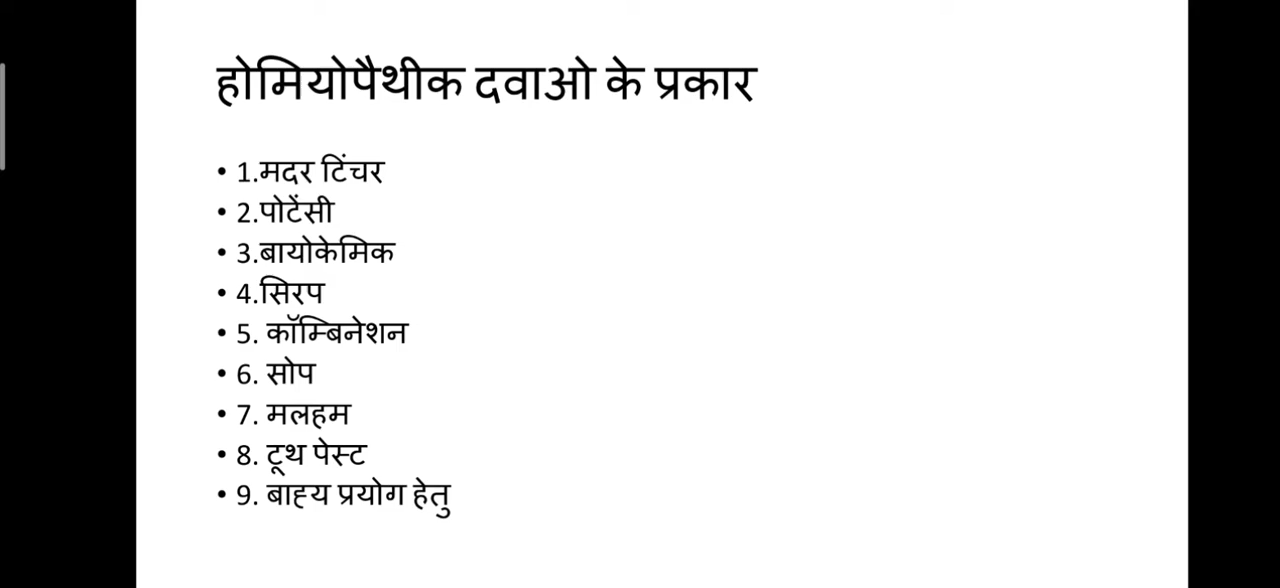 होमियोपैथीक दवाओ के प्रकार
• 1.मदर टिंचर
• 2.पोटेंसी
• 3.बायोकेमिक
• 4.सिरप
• 5. कॉम्बिनेशन
• 6. सोप
• 7. मलहम
• 8. टूथ पेस्ट
• 9. बाह्य प्रयोग हेतु